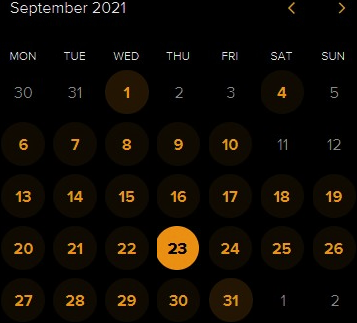 September 2021
MON TUE WED THU FRI SAT SUN
30 31 1 2 3 4 5
6 7 8 9 10 11 12
13 14 15 16 17 18 19
20 21 22 23 24 25 26
27 28 29 30 31 1 2